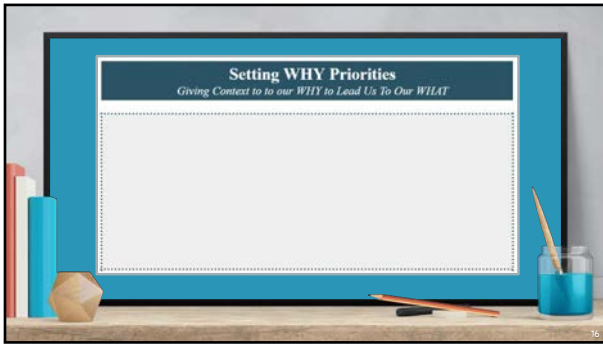 Setting WHY Priorities
Giving Context to to our WHY to Lead Us To Our WHAT
16